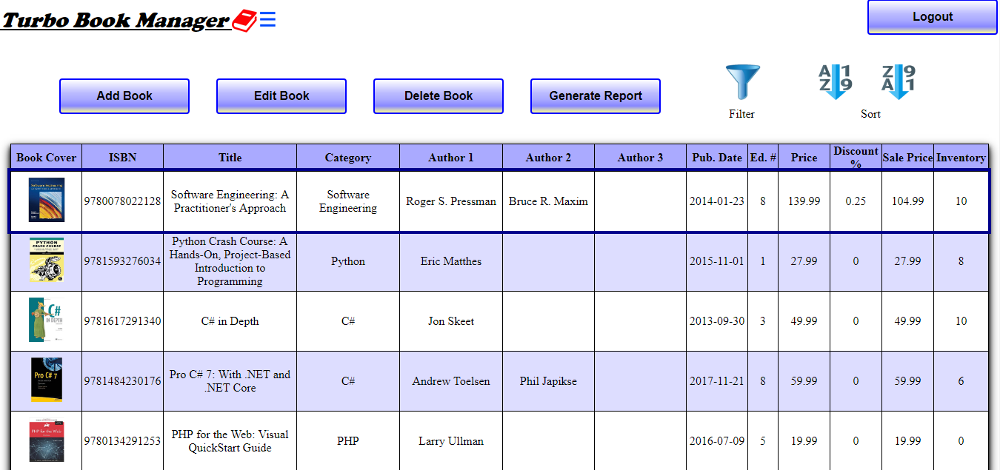 Turbo Book Manager
Logout
Add Book Edit Book Delete Book Generate Report
A 1 Z 9 Z 9 A 1
Filter Sort
Book Cover ISBN Title Category Author 1 Author 2 Author 3 Pub. Date Ed. # Price Discount % Sale Price Inventory
Software Engineering
9780078022128 Software Engineering: A Practitioner's Approach Software Engineering Roger S. Pressman Bruce R. Maxim 2014-01-23 8 139.99 0.25 104.99 10
PYTHON
CRASH COURSE
9781593276034 Python Crash Course: A Hands-On, Project-Based Introduction to Programming Python Eric Matthes 2015-11-01 1 27.99 0 27.99 8
C#
IN DEPTH
9781617291340 C# in Depth C# Jon Skeet 2013-09-30 3 49.99 0 49.99 10
Pro C# 7
9781484230176 Pro C# 7: With .NET and .NET Core C# Andrew Toelsen Phil Japikse 2017-11-21 8 59.99 0 59.99 6
PHP for the Web
9780134291253 PHP for the Web: Visual QuickStart Guide PHP Larry Ullman 2016-07-09 5 19.99 0 19.99 0